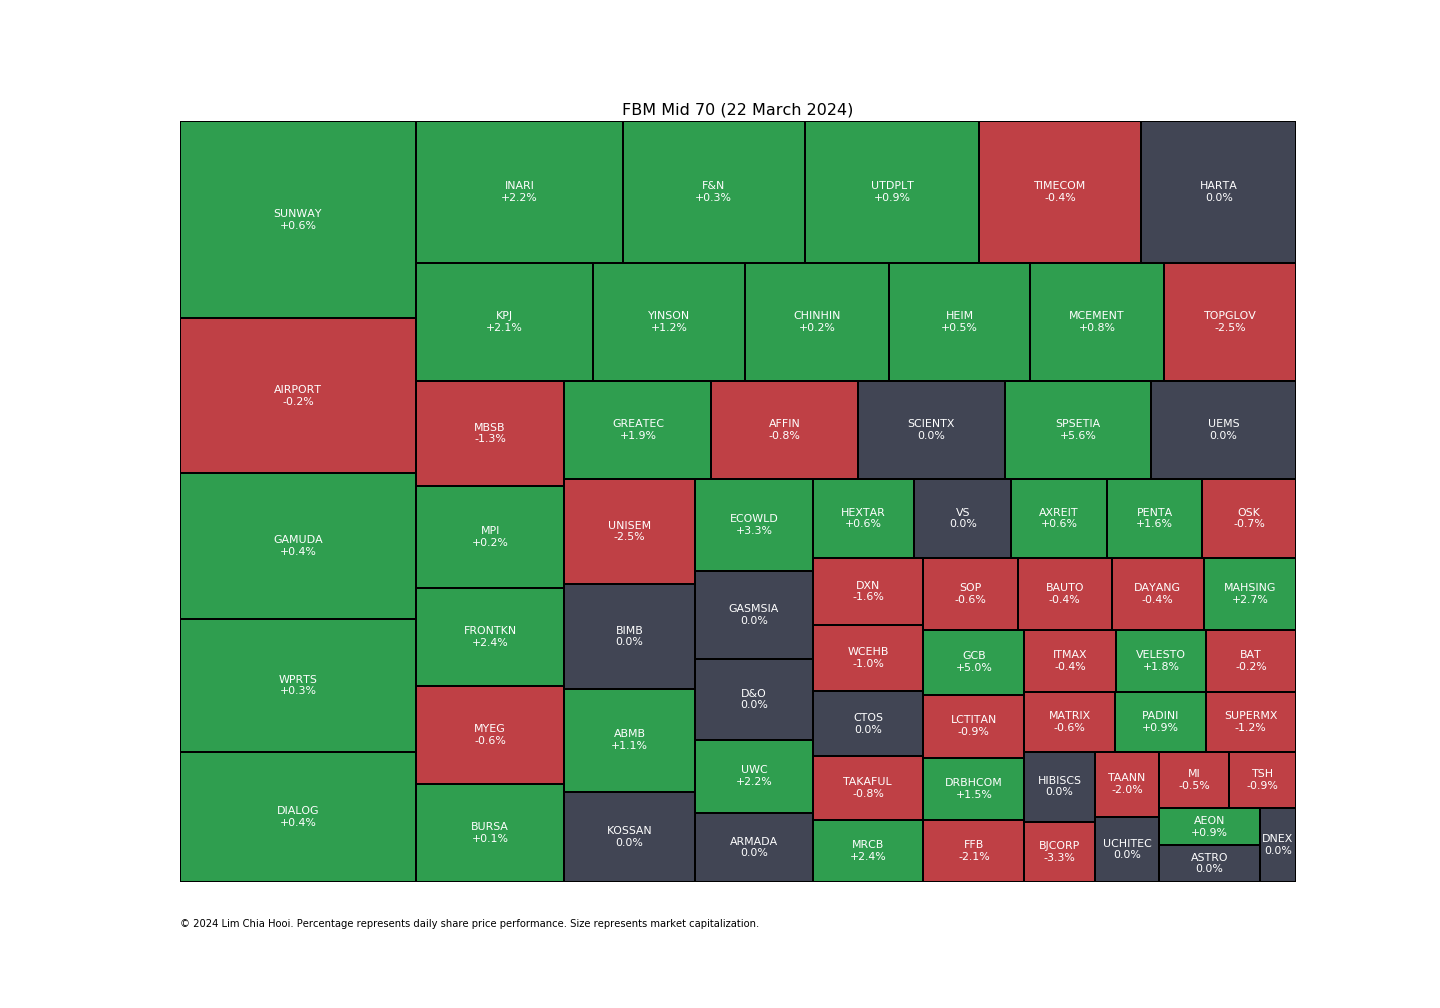 FBM Mid 70 (22 March 2024)
SUNWAY
+0.6%
AIRPORT
-0.2%
GAMUDA
+0.4%
WPRTS
+0.3%
DIALOG
+0.4%
INARI
+2.2%
F&N
+0.3%
UTDPLT
+0.9%
TIMECOM
-0.4%
HARTA
0.0%
KPJ
+2.1%
YINSON
+1.2%
CHINHIN
+0.2%
HEIM
+0.5%
MCEMENT
+0.8%
TOPGLOV
-2.5%
MBSB
-1.3%
MPI
+0.2%
FRONTKN
+2.4%
MYEG
-0.6%
BURSA
+0.1%
GREATEC
+1.9%
AFFIN
-0.8%
SCIENTX
0.0%
SPSETIA
+5.6%
UEMS
0.0%
UNISEM
-2.5%
BIMB
0.0%
ABMB
+1.1%
KOSSAN
0.0%
ECOWLD
+3.3%
GASMSIA
0.0%
D&O
0.0%
UWC
+2.2%
ARMADA
0.0%
HEXTAR
+0.6%
VS
0.0%
AXREIT
+0.6%
PENTA
+1.6%
OSK
-0.7%
DXN
-1.6%
WCEHB
-1.0%
CTOS
0.0%
TAKAFUL
-0.8%
MRCB
+2.4%
SOP
-0.6%
BAUTO
-0.4%
DAYANG
-0.4%
MAHSING
+2.7%
GCB
+5.0%
LCTITAN
-0.9%
DRBHCOM
+1.5%
FFB
-2.1%
ITMAX
-0.4%
VELESTO
+1.8%
BAT
-0.2%
MATRIX
-0.6%
PADINI
+0.9%
SUPERMX
-1.2%
HIBISCS
0.0%
BJCORP
-3.3%
TAANN
-2.0%
UCHITEC
0.0%
MI
-0.5%
TSH
-0.9%
AEON
+0.9%
ASTRO
0.0%
DNEX
0.0%
© 2024 Lim Chia Hooi. Percentage represents daily share price performance. Size represents market capitalization.